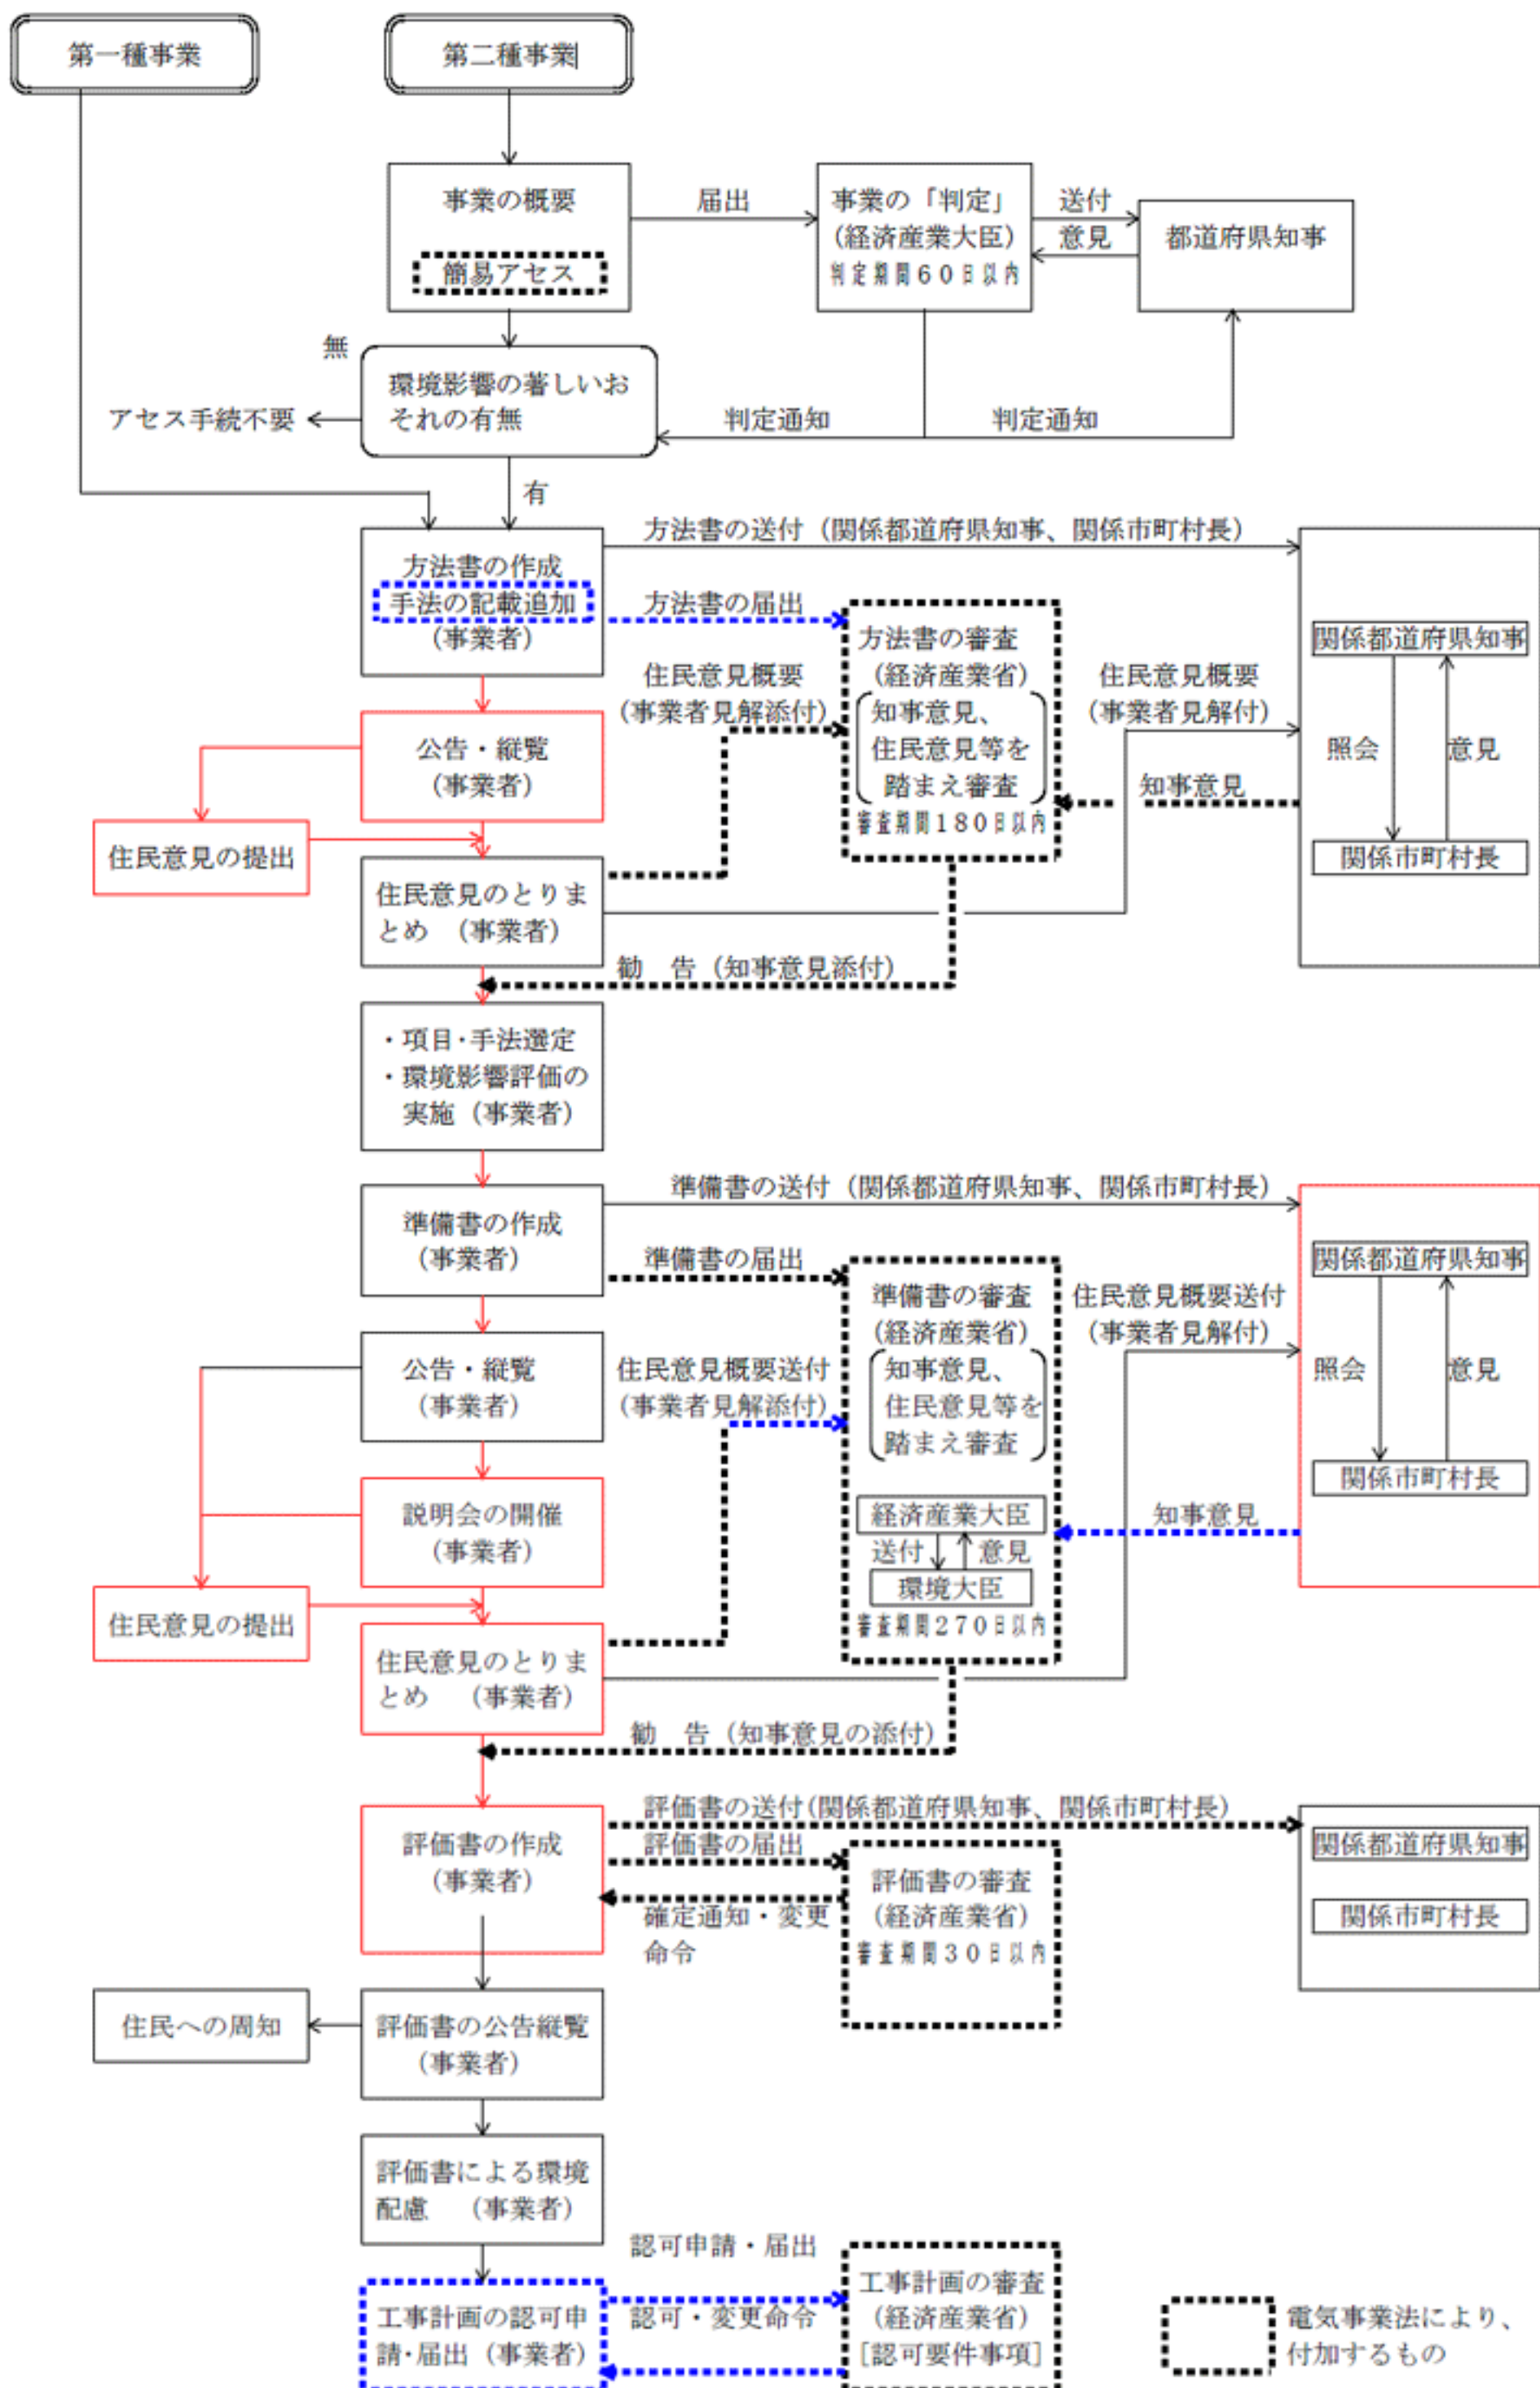 第一種事業
第二種事業
事業の概要
簡易アセス
届出
事業の「判定」
(経済産業大臣)
判定期間60日以内
送付
意見
都道府県知事
無
環境影響の著しいお
それの有無
アセス手続不要
判定通知
判定通知
有
方法書の送付（関係都道府県知事、関係市町村長）
方法書の作成
手法の記載追加
（事業者）
方法書の届出
方法書の審査
（経済産業省）
知事意見、
住民意見等を
踏まえ審査
審査期間180日以内
住民意見概要
（事業者見解添付）
住民意見概要
（事業者見解付）
関係都道府県知事
照会
意見
関係市町村長
知事意見
公告・縦覧
（事業者）
住民意見の提出
住民意見のとりま
とめ　（事業者）
勧　告（知事意見添付）
・項目・手法選定
・環境影響評価の
実施（事業者）
準備書の送付（関係都道府県知事、関係市町村長）
準備書の作成
（事業者）
準備書の届出
準備書の審査
（経済産業省）
知事意見、
住民意見等を
踏まえ審査
経済産業大臣
送付
意見
環境大臣
審査期間270日以内
住民意見概要送付
（事業者見解添付）
住民意見概要送付
（事業者見解付）
関係都道府県知事
照会
意見
関係市町村長
知事意見
公告・縦覧
（事業者）
説明会の開催
（事業者）
住民意見の提出
住民意見のとりま
とめ　（事業者）
勧　告（知事意見の添付）
評価書の送付(関係都道府県知事、関係市町村長）
評価書の作成
（事業者）
評価書の届出
評価書の審査
（経済産業省）
審査期間30日以内
確定通知・変更
命令
関係都道府県知事
関係市町村長
住民への周知
評価書の公告縦覧
（事業者）
評価書による環境
配慮　（事業者）
認可申請・届出
工事計画の認可申
請・届出（事業者）
認可・変更命令
工事計画の審査
（経済産業省）
[認可要件事項]
電気事業法により、
付加するもの